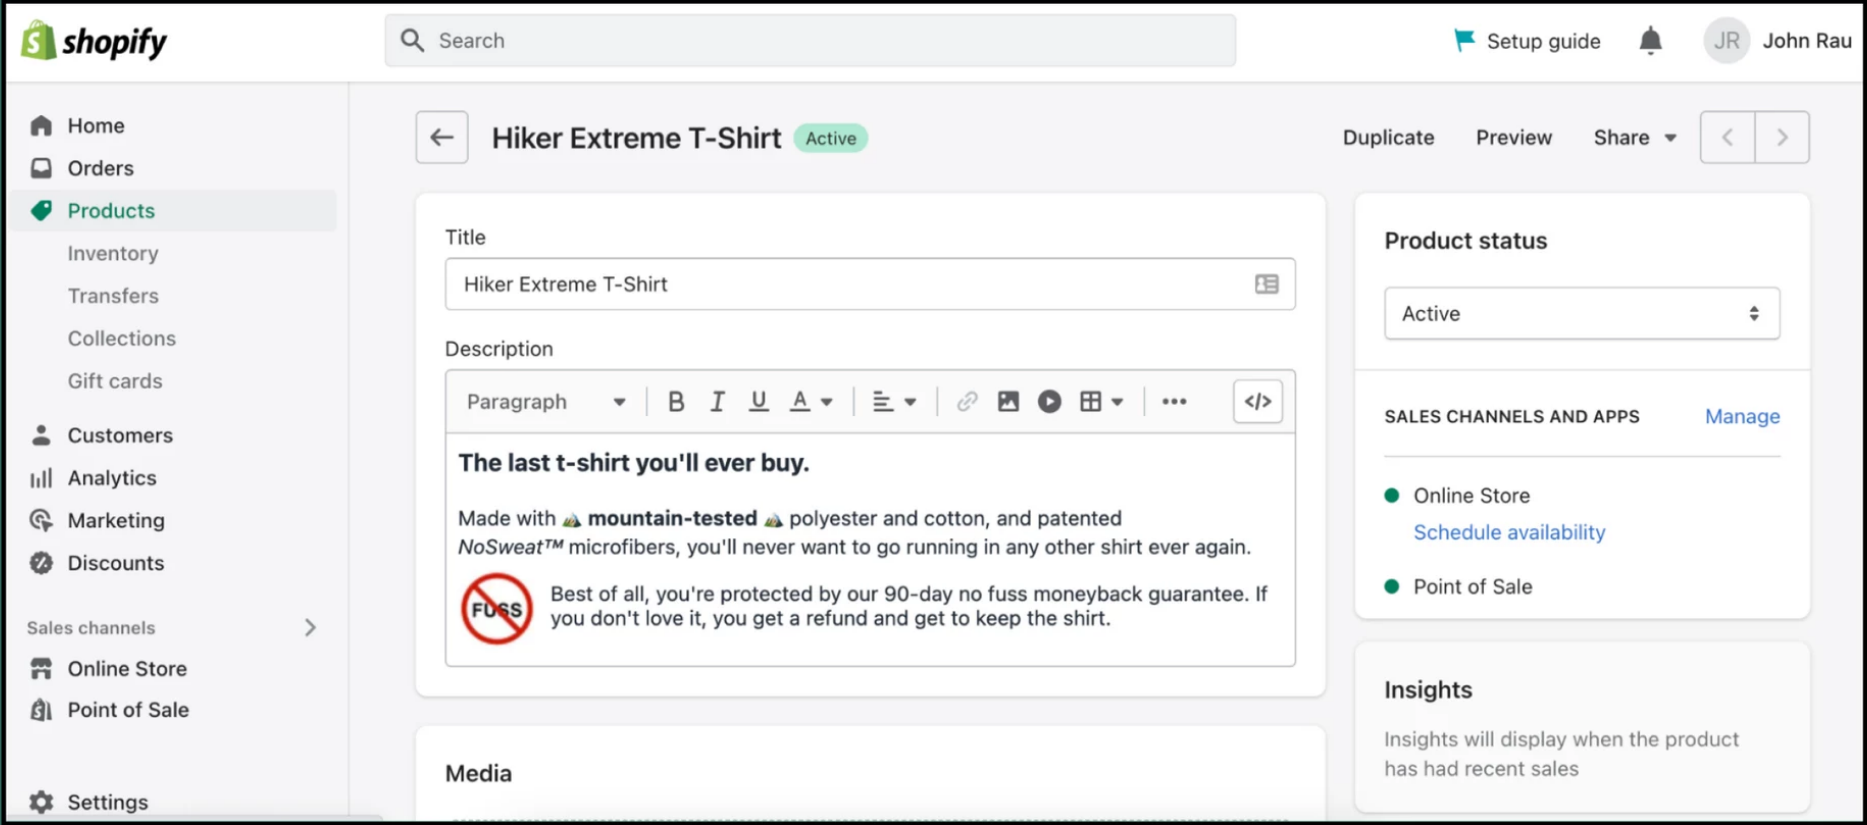 shopify
Search
Setup guide
JR
John Rau
Home
Orders
Products
Inventory
Transfers
Collections
Gift cards
Customers
Analytics
Marketing
Discounts
Sales channels
Online Store
Point of Sale
Settings
Hiker Extreme T-Shirt
Active
Duplicate
Preview
Share
Title
Hiker Extreme T-Shirt
Description
Paragraph
B I U A
</>
The last t-shirt you'll ever buy.
Made with mountain-tested polyester and cotton, and patented
NoSweat™ microfibers, you'll never want to go running in any other shirt ever again.
FUSS
Best of all, you're protected by our 90-day no fuss moneyback guarantee. If
you don't love it, you get a refund and get to keep the shirt.
Media
Product status
Active
SALES CHANNELS AND APPS
Manage
Online Store
Schedule availability
Point of Sale
Insights
Insights will display when the product
has had recent sales